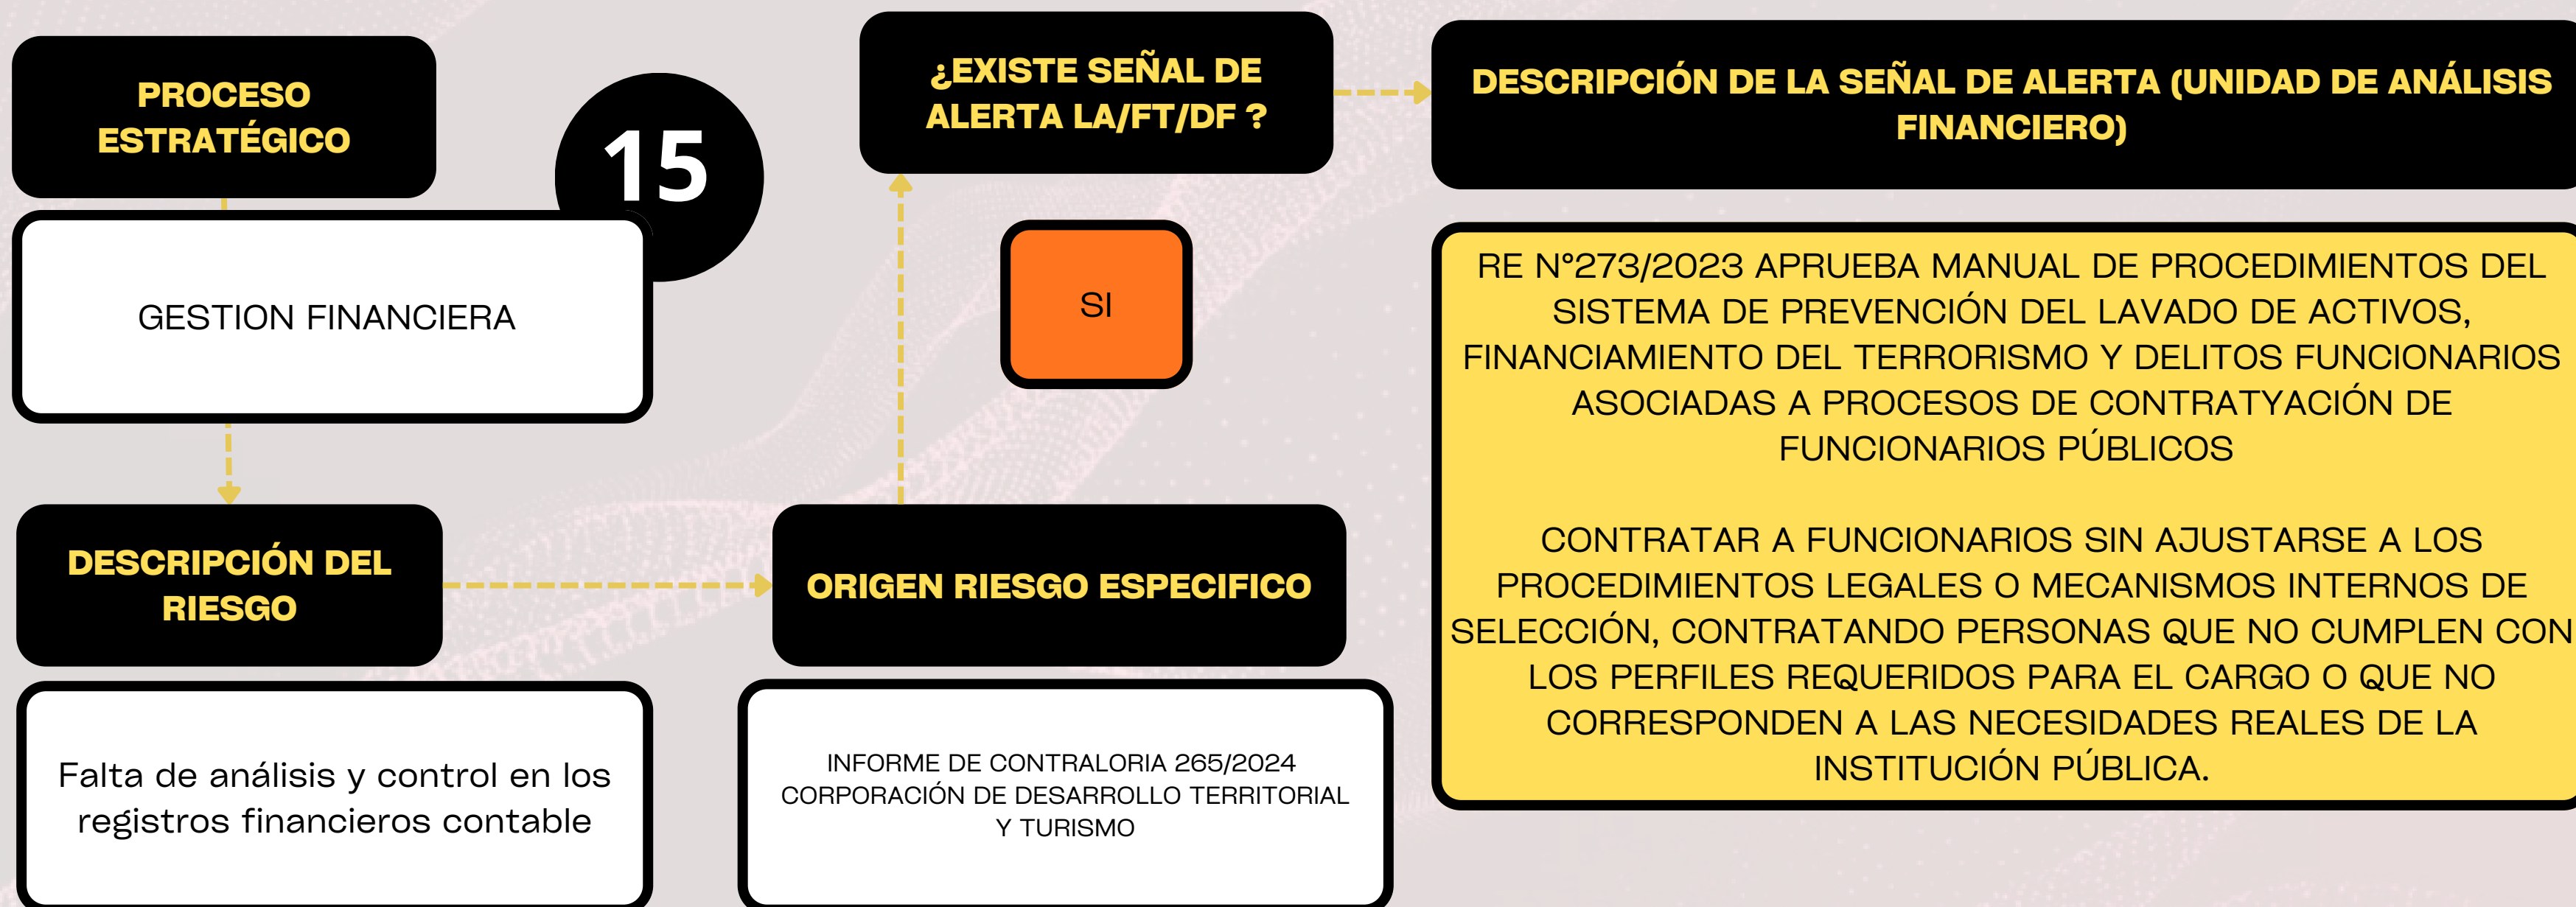 PROCESO
ESTRATÉGICO
15
GESTION FINANCIERA
DESCRIPCIÓN DEL
RIESGO
Falta de análisis y control en los
registros financieros contable
ORIGEN RIESGO ESPECIFICO
INFORME DE CONTRALORIA 265/2024
CORPORACIÓN DE DESARROLLO TERRITORIAL
Y TURISMO
¿EXISTE SEÑAL DE
ALERTA LA/FT/DF ?
SI
DESCRIPCIÓN DE LA SEÑAL DE ALERTA (UNIDAD DE ANÁLISIS
FINANCIERO)
RE N°273/2023 APRUEBA MANUAL DE PROCEDIMIENTOS DEL
SISTEMA DE PREVENCIÓN DEL LAVADO DE ACTIVOS,
FINANCIAMIENTO DEL TERRORISMO Y DELITOS FUNCIONARIOS
ASOCIADAS A PROCESOS DE CONTRATYACIÓN DE
FUNCIONARIOS PÚBLICOS
CONTRATAR A FUNCIONARIOS SIN AJUSTARSE A LOS
PROCEDIMIENTOS LEGALES O MECANISMOS INTERNOS DE
SELECCIÓN, CONTRATANDO PERSONAS QUE NO CUMPLEN CON
LOS PERFILES REQUERIDOS PARA EL CARGO O QUE NO
CORRESPONDEN A LAS NECESIDADES REALES DE LA
INSTITUCIÓN PÚBLICA.